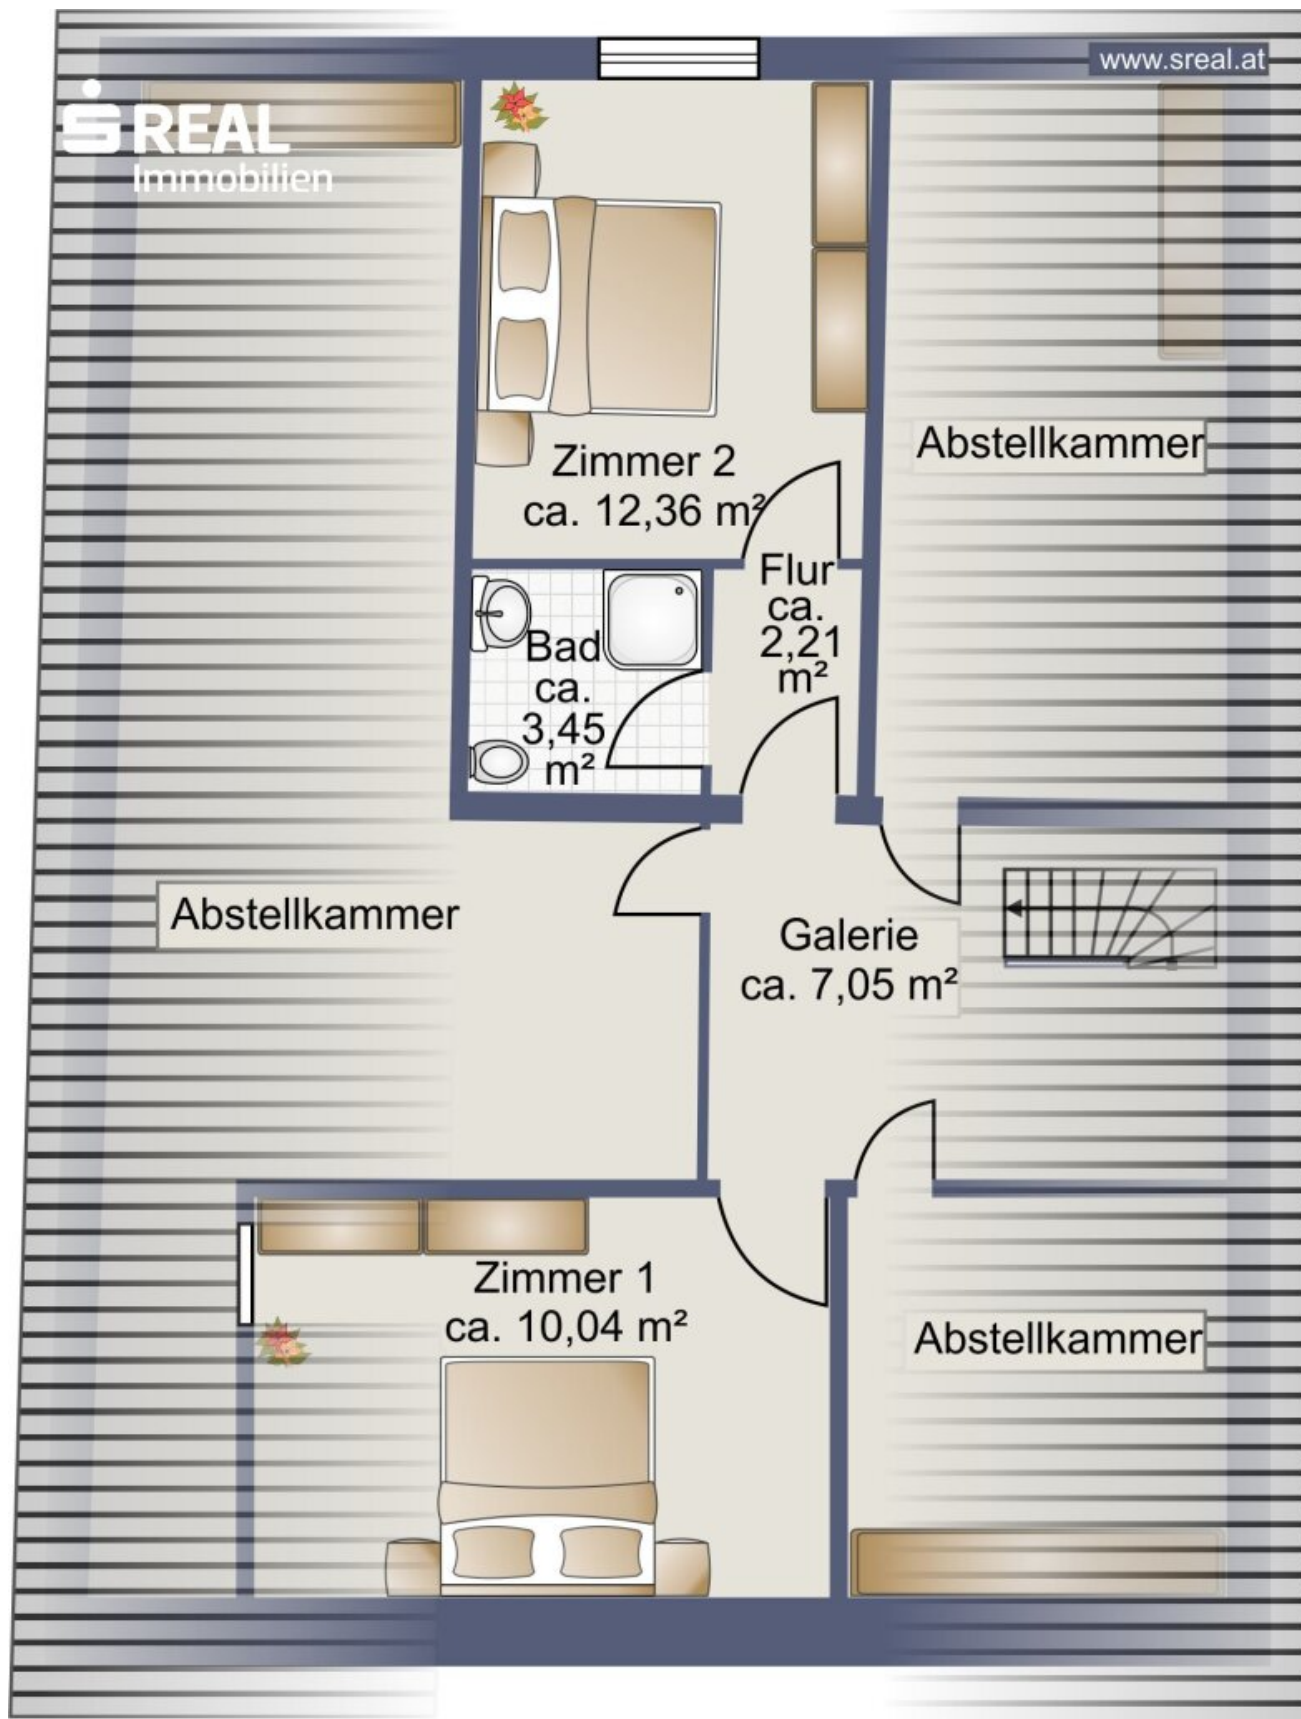 www.sreal.at
S REAL
Immobilien
Abstellkammer
Zimmer 2
ca. 12,36 m²
Flur
ca.
2,21
m²
Bad
ca.
3,45
m²
Abstellkammer
Galerie
ca. 7,05 m²
Zimmer 1
ca. 10,04 m²
Abstellkammer